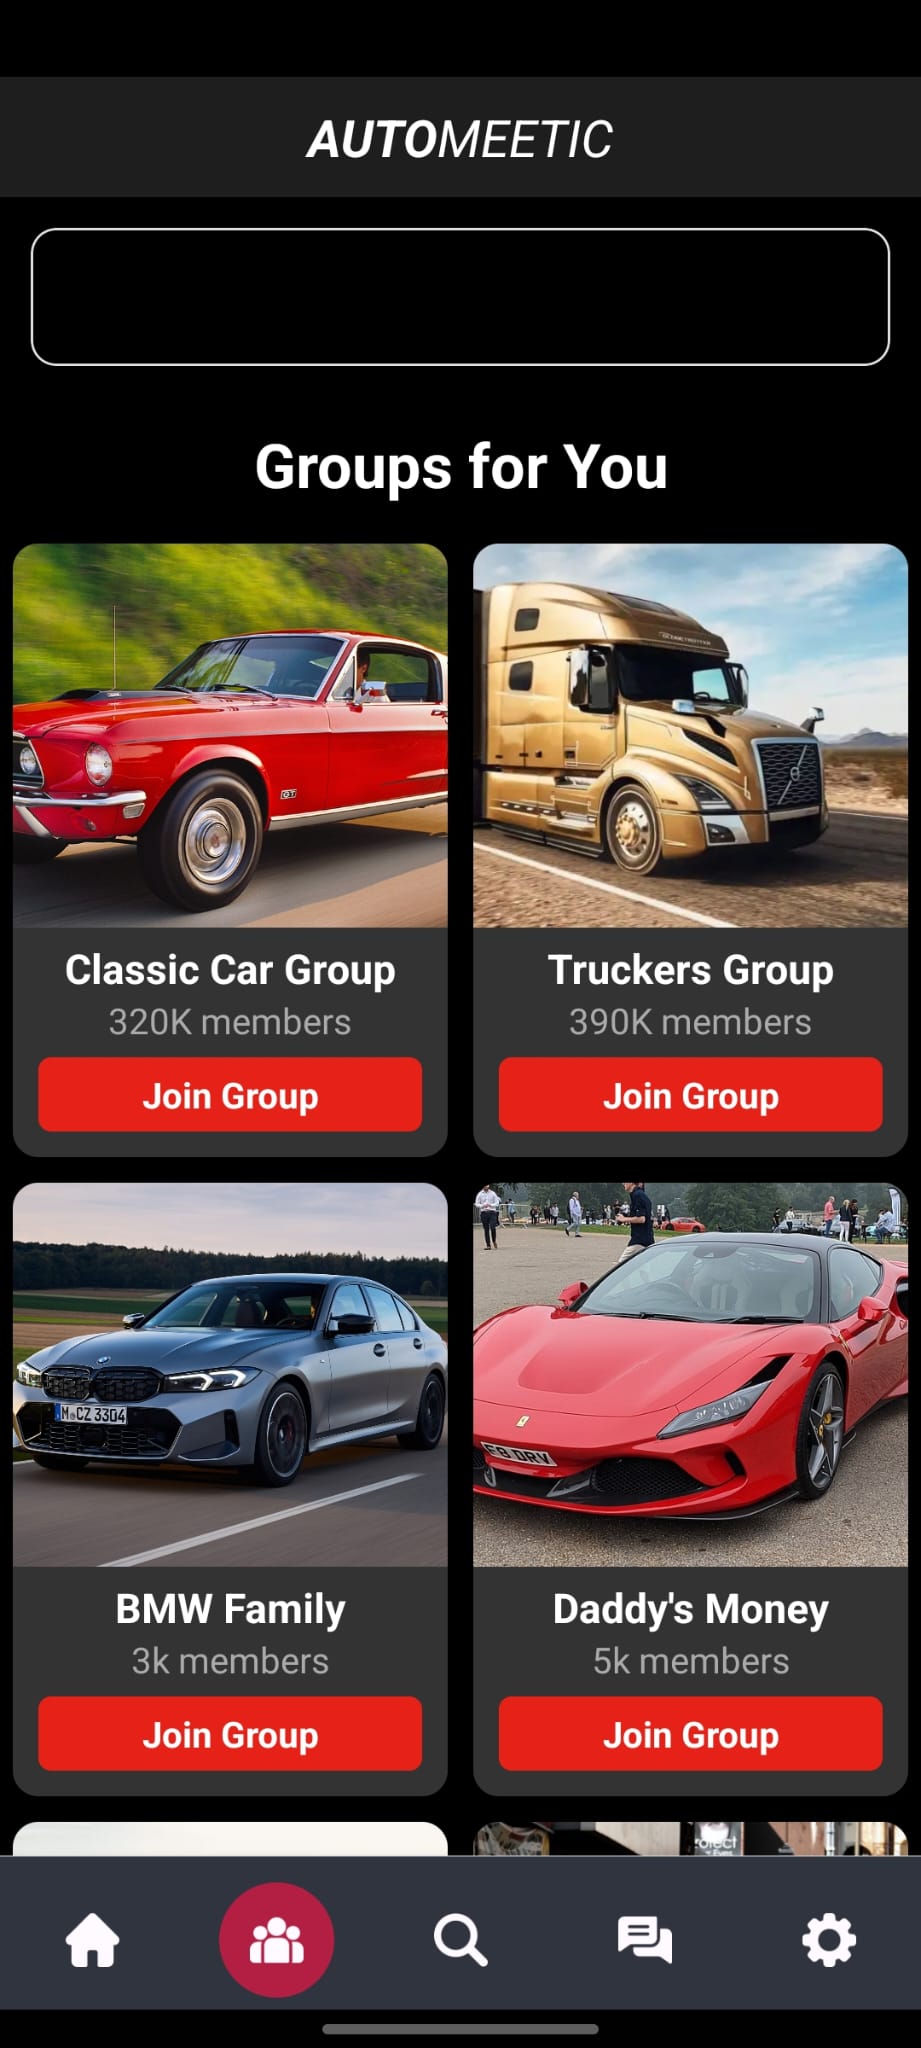 AUTOMEETIC
Groups for You
GT
Classic Car Group
320K members
Join Group
Truckers Group
390K members
Join Group
M CZ 3304
BMW Family
3k members
Join Group
F8 DRV
Daddy's Money
5k members
Join Group